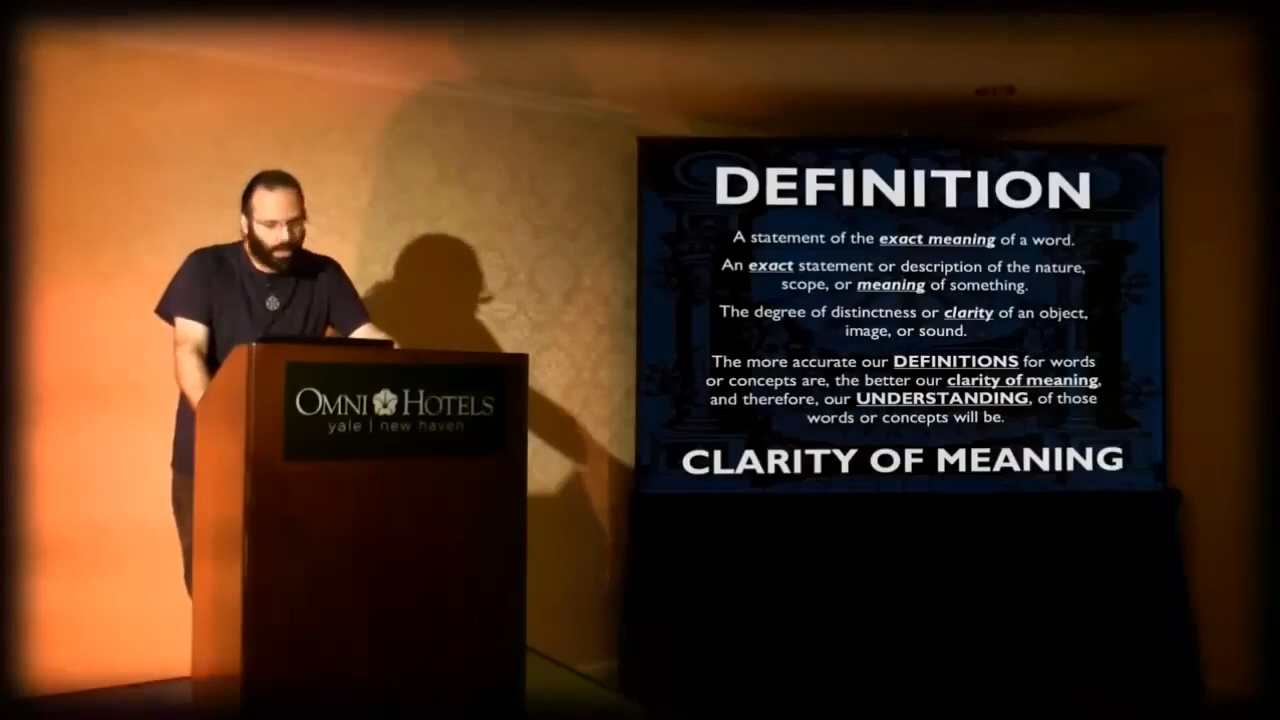 OMNI HOTELS
yale | new haven
DEFINITION
A statement of the exact meaning of a word.
An exact statement or description of the nature,
scope, or meaning of something.
The degree of distinctness or clarity of an object,
image, or sound.
The more accurate our DEFINITIONS for words
or concepts are, the better our clarity of meaning,
and therefore, our UNDERSTANDING, of those
words or concepts will be.
CLARITY OF MEANING